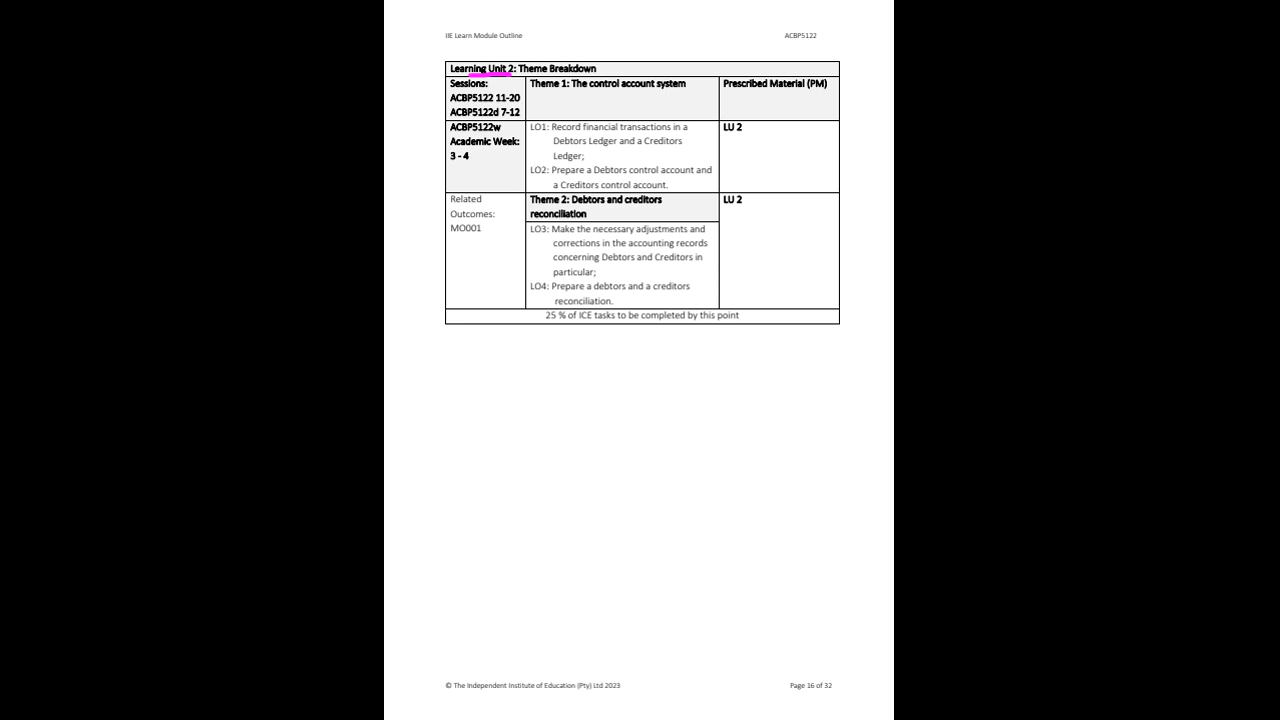 IIE Learn Module Outline ACBP5122
Learning Unit 2: Theme Breakdown
Sessions:
ACBP5122 11-20
ACBP5122d 7-12
Theme 1: The control account system
Prescribed Material (PM)
ACBP5122w
Academic Week:
3 - 4
LO1: Record financial transactions in a
Debtors Ledger and a Creditors
Ledger;
LO2: Prepare a Debtors control account and
a Creditors control account.
LU 2
Related
Outcomes:
MO001
Theme 2: Debtors and creditors
reconciliation
LU 2
LO3: Make the necessary adjustments and
corrections in the accounting records
concerning Debtors and Creditors in
particular;
LO4: Prepare a debtors and a creditors
reconciliation.
25 % of ICE tasks to be completed by this point
© The Independent Institute of Education (Pty) Ltd 2023 Page 16 of 32